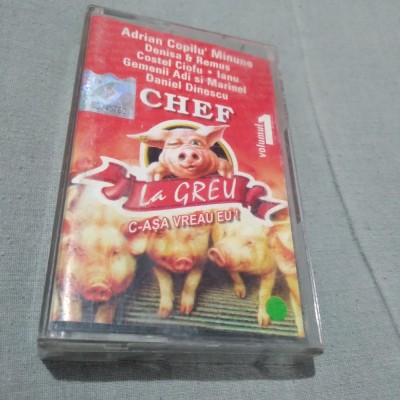 Adrian Copilu' Minune
Denisa & Remus
Costel Ciofu • Ianu
Gemenii Adi si Marinel
Daniel Dinescu
CHEF
volumul 1
La GREU
C-AȘA VREAU EU!